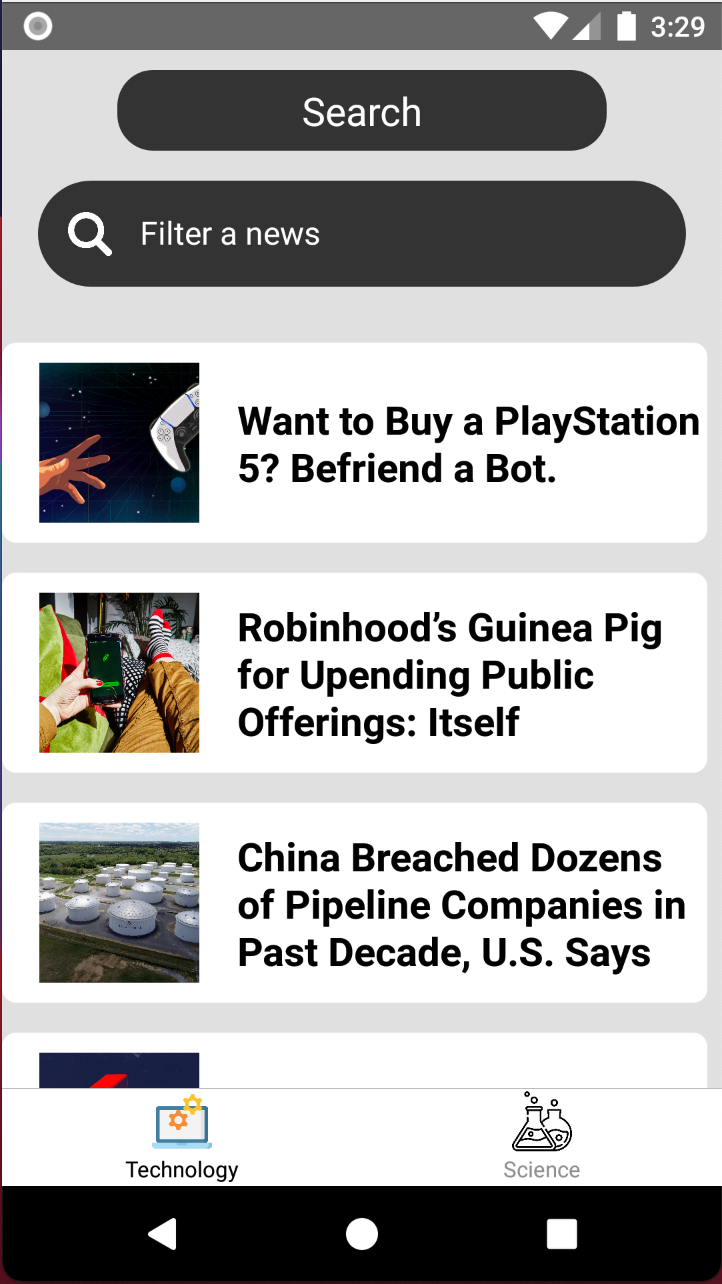 3:29
Search
Filter a news
Want to Buy a PlayStation
5? Befriend a Bot.
Robinhood’s Guinea Pig
for Upending Public
Offerings: Itself
China Breached Dozens
of Pipeline Companies in
Past Decade, U.S. Says
Technology
Science